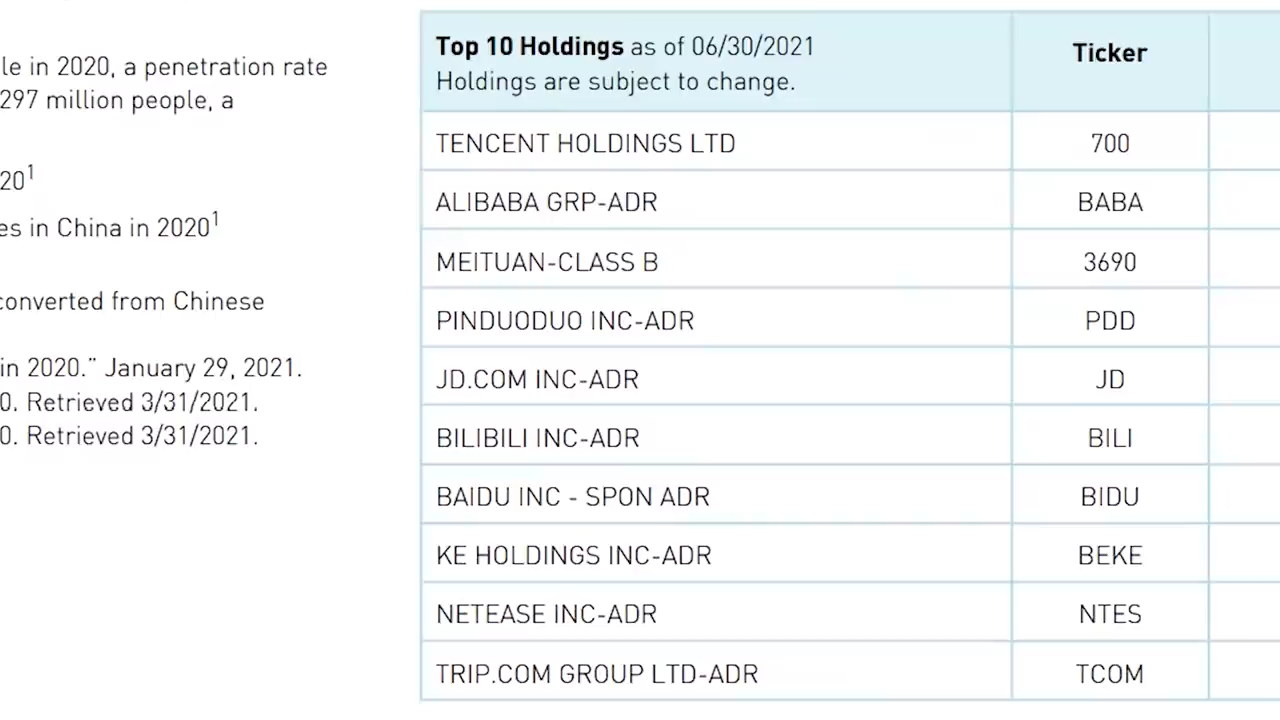 le in 2020, a penetration rate
297 million people, a
20¹
es in China in 2020¹
converted from Chinese
in 2020.” January 29, 2021.
0. Retrieved 3/31/2021.
0. Retrieved 3/31/2021.
Top 10 Holdings as of 06/30/2021
Holdings are subject to change.
Ticker
TENCENT HOLDINGS LTD 700
ALIBABA GRP-ADR BABA
MEITUAN-CLASS B 3690
PINDUODUO INC-ADR PDD
JD.COM INC-ADR JD
BILIBILI INC-ADR BILI
BAIDU INC - SPON ADR BIDU
KE HOLDINGS INC-ADR BEKE
NETEASE INC-ADR NTES
TRIP.COM GROUP LTD-ADR TCOM